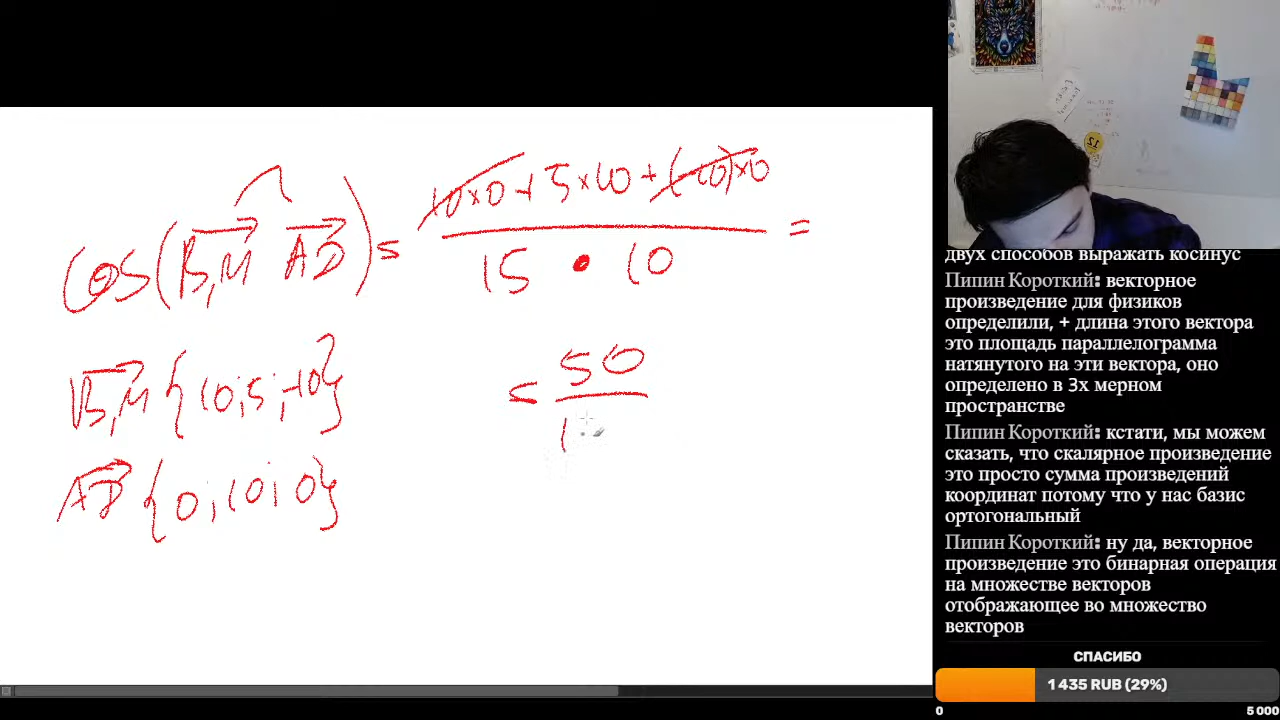 cos(B₁M AD) = (10×0 + 5×10 + (-10)×0) / (15 • 10) =
B₁M {10; 5; -10}
= 50 / 1
AD {0; 10; 0}
двух способов выражать косинус
Пипин Короткий: векторное
произведение для физиков
определили, + длина этого вектора
это площадь параллелограмма
натянутого на эти вектора, оно
определено в 3х мерном
пространстве
Пипин Короткий: кстати, мы можем
сказать, что скалярное произведение
это просто сумма произведений
координат потому что у нас базис
ортогональный
Пипин Короткий: ну да, векторное
произведение это бинарная операция
на множестве векторов
отображающее во множество
векторов
СПАСИБО
1 435 RUB (29%)
0 5 000
12